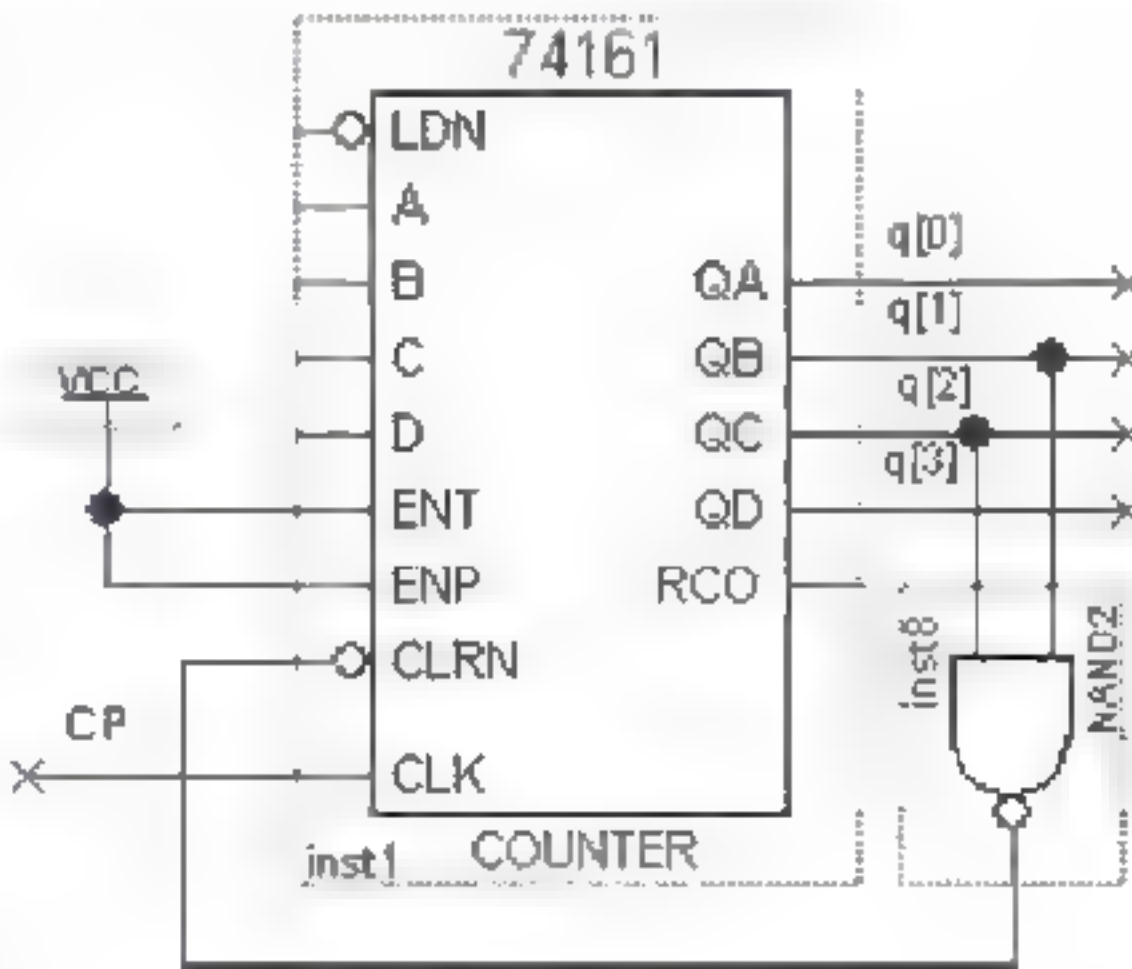 74161
LDN
A
B
C
D
ENT
ENP
CLRN
CLK
QA
QB
QC
QD
RCO
q[0]
q[1]
q[2]
q[3]
VCC
CP
inst1
COUNTER
inst8
NAND2